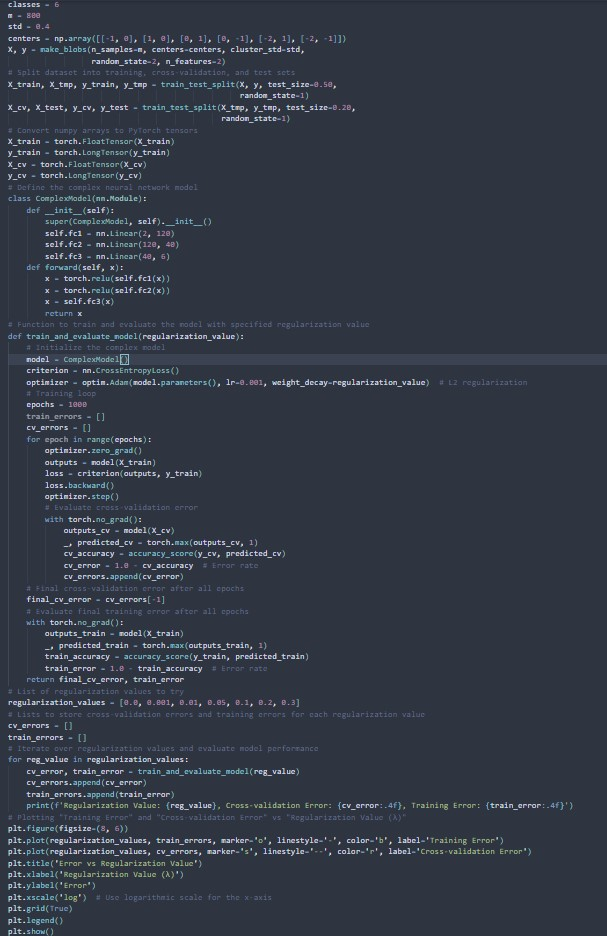 classes = 6
m = 800
std = 0.4
centers = np.array([[-1, 0], [1, 0], [0, 1], [0, -1], [-2, 1], [-2, -1]])
X, y = make_blobs(n_samples=m, centers=centers, cluster_std=std,
                  random_state=2, n_features=2)
# Split dataset into training, cross-validation, and test sets
X_train, X_tmp, y_train, y_tmp = train_test_split(X, y, test_size=0.50,
                                                  random_state=1)
X_cv, X_test, y_cv, y_test = train_test_split(X_tmp, y_tmp, test_size=0.20,
                                              random_state=1)
# Convert numpy arrays to PyTorch tensors
X_train = torch.FloatTensor(X_train)
y_train = torch.LongTensor(y_train)
X_cv = torch.FloatTensor(X_cv)
y_cv = torch.LongTensor(y_cv)
# Define the complex neural network model
class ComplexModel(nn.Module):
    def __init__(self):
        super(ComplexModel, self).__init__()
        self.fc1 = nn.Linear(2, 120)
        self.fc2 = nn.Linear(120, 40)
        self.fc3 = nn.Linear(40, 6)
    def forward(self, x):
        x = torch.relu(self.fc1(x))
        x = torch.relu(self.fc2(x))
        x = self.fc3(x)
        return x
# Function to train and evaluate the model with specified regularization value
def train_and_evaluate_model(regularization_value):
    # Initialize the complex model
    model = ComplexModel()
    criterion = nn.CrossEntropyLoss()
    optimizer = optim.Adam(model.parameters(), lr=0.001, weight_decay=regularization_value)  # L2 regularization
    # Training loop
    epochs = 1000
    train_errors = []
    cv_errors = []
    for epoch in range(epochs):
        optimizer.zero_grad()
        outputs = model(X_train)
        loss = criterion(outputs, y_train)
        loss.backward()
        optimizer.step()
        # Evaluate cross-validation error
        with torch.no_grad():
            outputs_cv = model(X_cv)
            _, predicted_cv = torch.max(outputs_cv, 1)
            cv_accuracy = accuracy_score(y_cv, predicted_cv)
            cv_error = 1.0 - cv_accuracy  # Error rate
            cv_errors.append(cv_error)
    # Final cross-validation error after all epochs
    final_cv_error = cv_errors[-1]
    # Evaluate final training error after all epochs
    with torch.no_grad():
        outputs_train = model(X_train)
        _, predicted_train = torch.max(outputs_train, 1)
        train_accuracy = accuracy_score(y_train, predicted_train)
        train_error = 1.0 - train_accuracy  # Error rate
    return final_cv_error, train_error
# List of regularization values to try
regularization_values = [0.0, 0.001, 0.01, 0.05, 0.1, 0.2, 0.3]
# Lists to store cross-validation errors and training errors for each regularization value
cv_errors = []
train_errors = []
# Iterate over regularization values and evaluate model performance
for reg_value in regularization_values:
    cv_error, train_error = train_and_evaluate_model(reg_value)
    cv_errors.append(cv_error)
    train_errors.append(train_error)
    print(f'Regularization Value: {reg_value}, Cross-validation Error: {cv_error:.4f}, Training Error: {train_error:.4f}')
# Plotting "Training Error" and "Cross-validation Error" vs "Regularization Value (λ)"
plt.figure(figsize=(8, 6))
plt.plot(regularization_values, train_errors, marker='o', linestyle='-', color='b', label='Training Error')
plt.plot(regularization_values, cv_errors, marker='s', linestyle='--', color='r', label='Cross-validation Error')
plt.title('Error vs Regularization Value')
plt.xlabel('Regularization Value (λ)')
plt.ylabel('Error')
plt.xscale('log')  # Use logarithmic scale for the x-axis
plt.grid(True)
plt.legend()
plt.show()